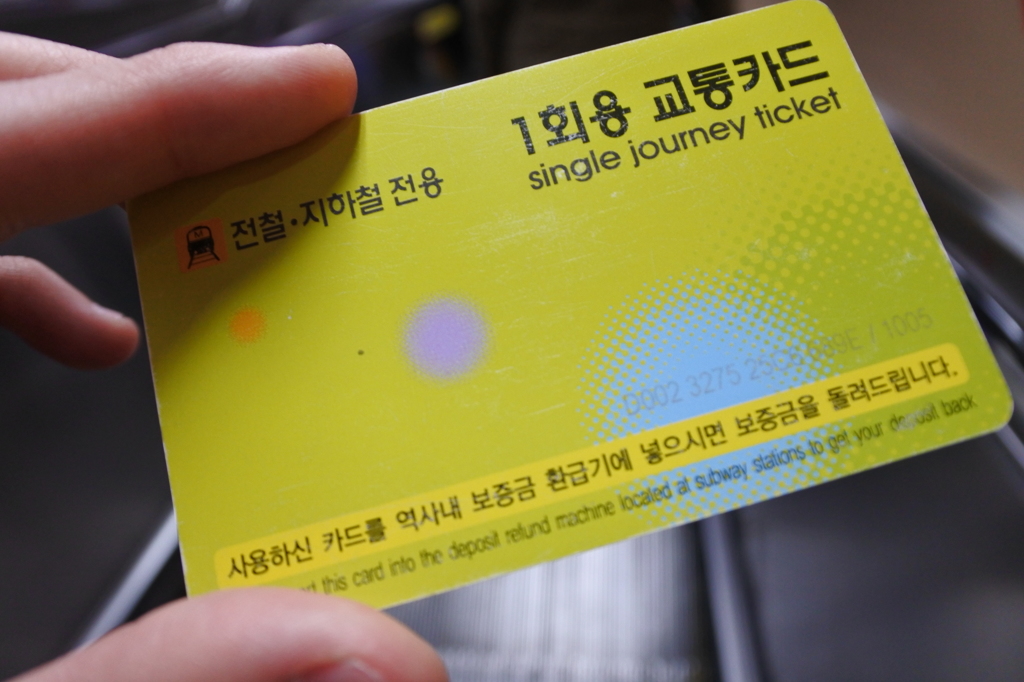 1회용 교통카드
single journey ticket
전철·지하철 전용
D002 3275 / 1005
사용하신 카드를 역사내 보증금 환급기에 넣으시면 보증금을 돌려드립니다.
this card into the deposit refund machine located at subway stations to get your deposit back